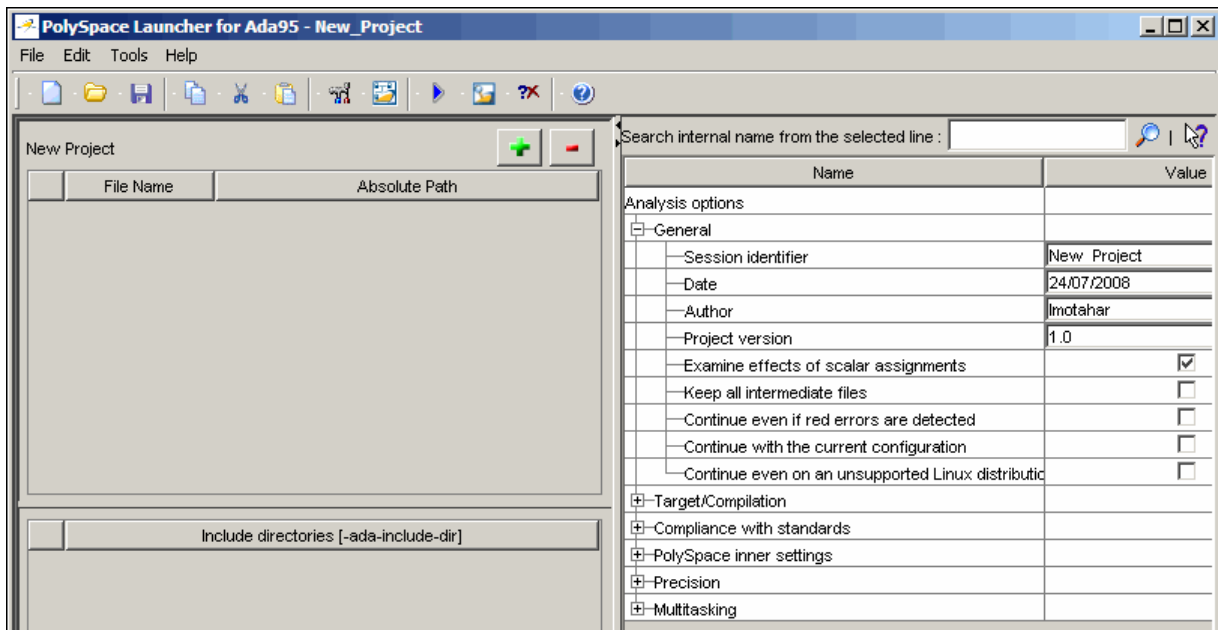 PolySpace Launcher for Ada95 - New_Project
File Edit Tools Help
New Project
File Name Absolute Path
Include directories [-ada-include-dir]
Search internal name from the selected line :
Name Value
Analysis options
General
Session identifier New_Project
Date 24/07/2008
Author lmotahar
Project version 1.0
Examine effects of scalar assignments
Keep all intermediate files
Continue even if red errors are detected
Continue with the current configuration
Continue even on an unsupported Linux distributio
Target/Compilation
Compliance with standards
PolySpace inner settings
Precision
Multitasking